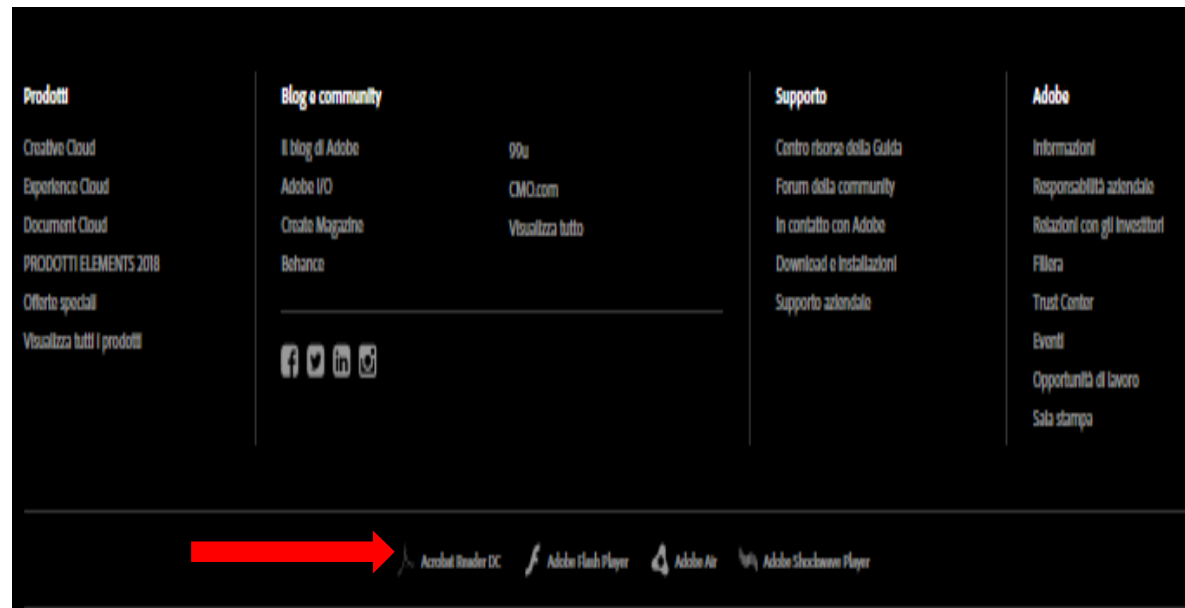 Prodotti
Creative Cloud
Experience Cloud
Document Cloud
PRODOTTI ELEMENTS 2018
Offerte speciali
Visualizza tutti i prodotti
Blog e community
Il blog di Adobe
Adobe I/O
Create Magazine
Behance
99u
CMO.com
Visualizza tutto
Supporto
Centro risorse della Guida
Forum della community
In contatto con Adobe
Download e installazioni
Supporto aziendale
Adobe
Informazioni
Responsabilità aziendale
Relazioni con gli investitori
Filiera
Trust Center
Eventi
Opportunità di lavoro
Sala stampa
Acrobat Reader DC
Adobe Flash Player
Adobe Air
Adobe Shockwave Player